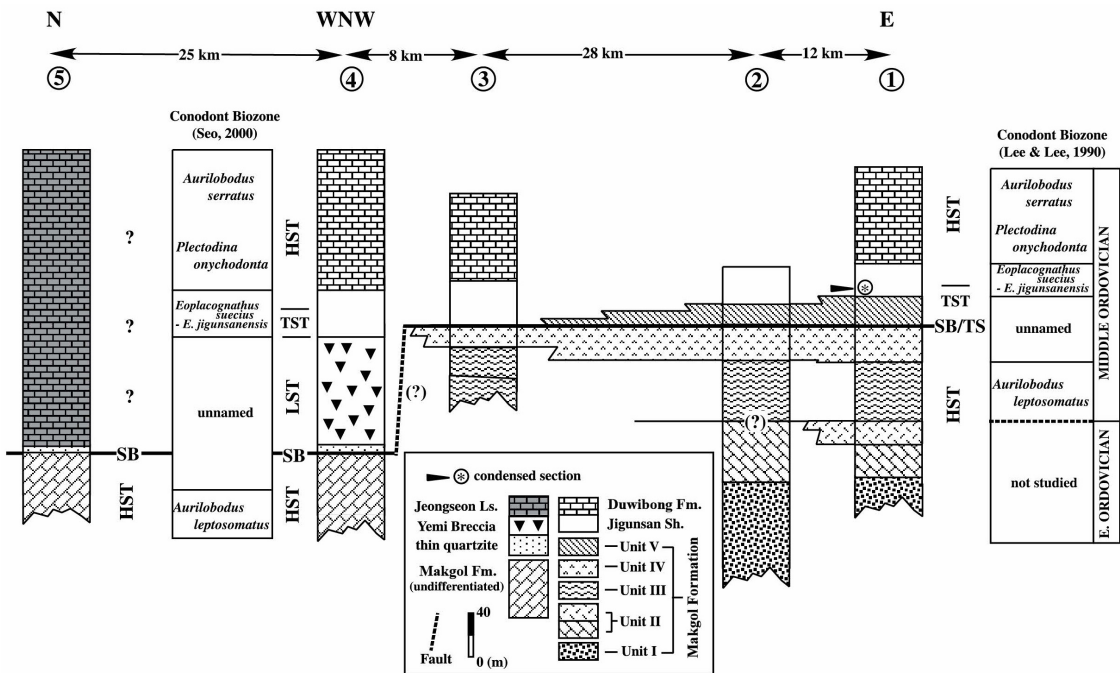 N
WNW
E
25 km
8 km
28 km
12 km
⑤
④
③
②
①
Conodont Biozone
(Seo, 2000)
Aurilobodus
serratus
Plectodina
onychodonta
Eoplacognathus
suecius
- E. jigunsanensis
unnamed
Aurilobodus
leptosomatus
?
?
?
SB
HST
HST
TST
LST
SB
HST
(?)
(?)
HST
TST
SB/TS
HST
Conodont Biozone
(Lee & Lee, 1990)
Aurilobodus
serratus
Plectodina
onychodonta
Eoplacognathus
suecius
- E. jigunsanensis
unnamed
Aurilobodus
leptosomatus
not studied
MIDDLE ORDOVICIAN
E. ORDOVICIAN
condensed section
Jeongseon Ls.
Yemi Breccia
thin quartzite
Makgol Fm.
(undifferentiated)
Fault
40
0 (m)
Duwibong Fm.
Jigunsan Sh.
Unit V
Unit IV
Unit III
Unit II
Unit I
Makgol Formation